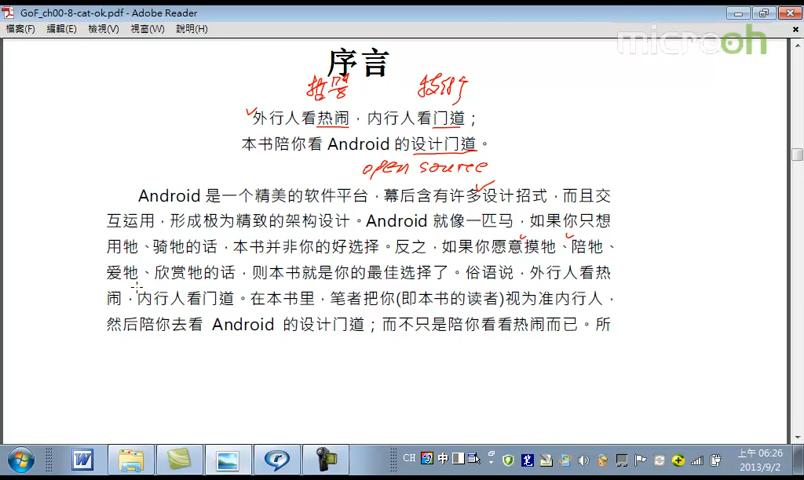 GoF_ch00-8-cat-ok.pdf - Adobe Reader
檔案(F) 編輯(E) 檢視(V) 視窗(W) 說明(H)
microoh
序言
外行人看热闹，内行人看门道；
本书陪你看 Android 的设计门道。
open source
Android 是一个精美的软件平台，幕后含有许多设计招式，而且交
互运用，形成极为精致的架构设计。Android 就像一匹马，如果你只想
用牠、骑牠的话，本书并非你的好选择。反之，如果你愿意摸牠、陪牠、
爱牠、欣赏牠的话，则本书就是你的最佳选择了。俗语说，外行人看热
闹，内行人看门道。在本书里，笔者把你(即本书的读者)视为准内行人，
然后陪你去看 Android 的设计门道；而不只是陪你看看热闹而已。所
CH 中
上午 06:26
2013/9/2